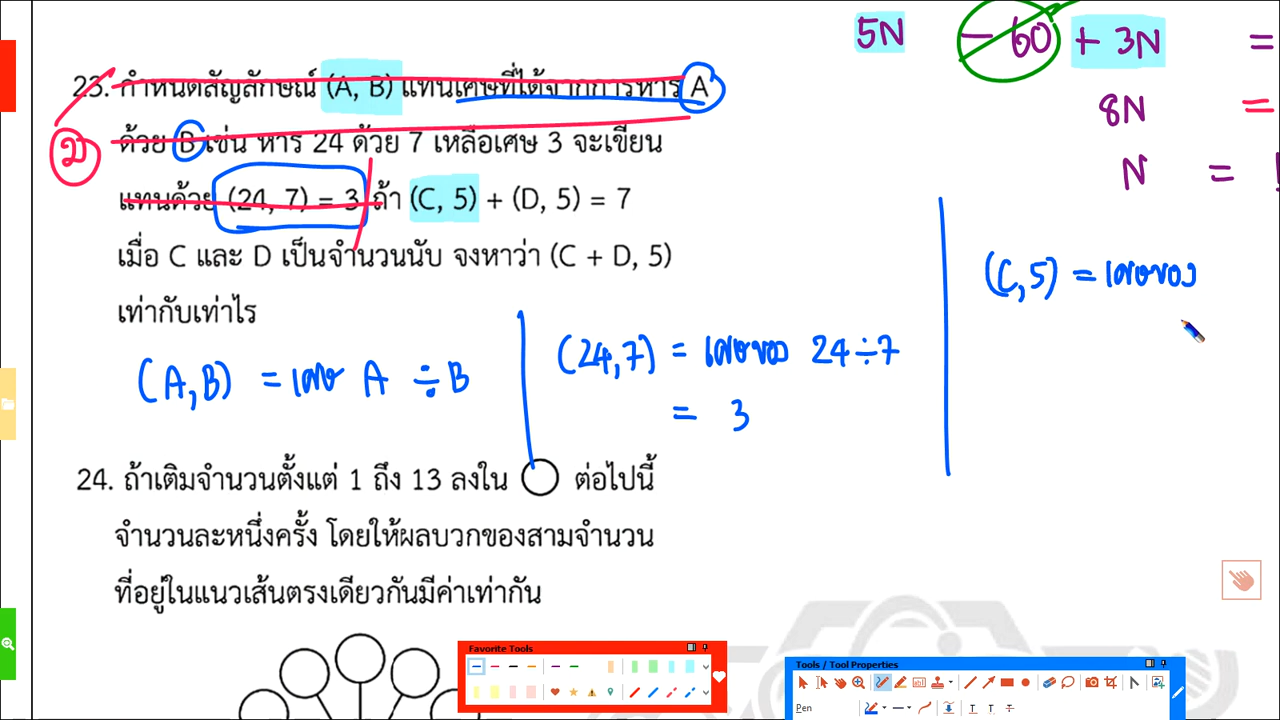 5N - 60 + 3N =
8N =
N =
23. กำหนดสัญลักษณ์ (A, B) แทนเศษที่ได้จากการหาร A
ด้วย B เช่น หาร 24 ด้วย 7 เหลือเศษ 3 จะเขียน
แทนด้วย (24, 7) = 3 ถ้า (C, 5) + (D, 5) = 7
เมื่อ C และ D เป็นจำนวนนับ จงหาว่า (C + D, 5)
เท่ากับเท่าไร
(A,B) = เศษ A ÷ B
(24,7) = เศษของ 24÷7
= 3
(C,5) = เศษของ
24. ถ้าเติมจำนวนตั้งแต่ 1 ถึง 13 ลงใน ต่อไปนี้
จำนวนละหนึ่งครั้ง โดยให้ผลบวกของสามจำนวน
ที่อยู่ในแนวเส้นตรงเดียวกันมีค่าเท่ากัน
Favorite Tools
Tools / Tool Properties
Pen